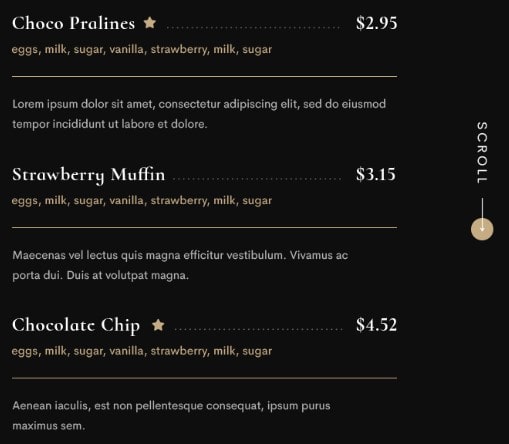 Choco Pralines $2.95
eggs, milk, sugar, vanilla, strawberry, milk, sugar
Lorem ipsum dolor sit amet, consectetur adipiscing elit, sed do eiusmod
tempor incididunt ut labore et dolore.
Strawberry Muffin $3.15
eggs, milk, sugar, vanilla, strawberry, milk, sugar
Maecenas vel lectus quis magna efficitur vestibulum. Vivamus ac
porta dui. Duis at volutpat magna.
Chocolate Chip $4.52
eggs, milk, sugar, vanilla, strawberry, milk, sugar
Aenean iaculis, est non pellentesque consequat, ipsum purus
maximus sem.
SCROLL